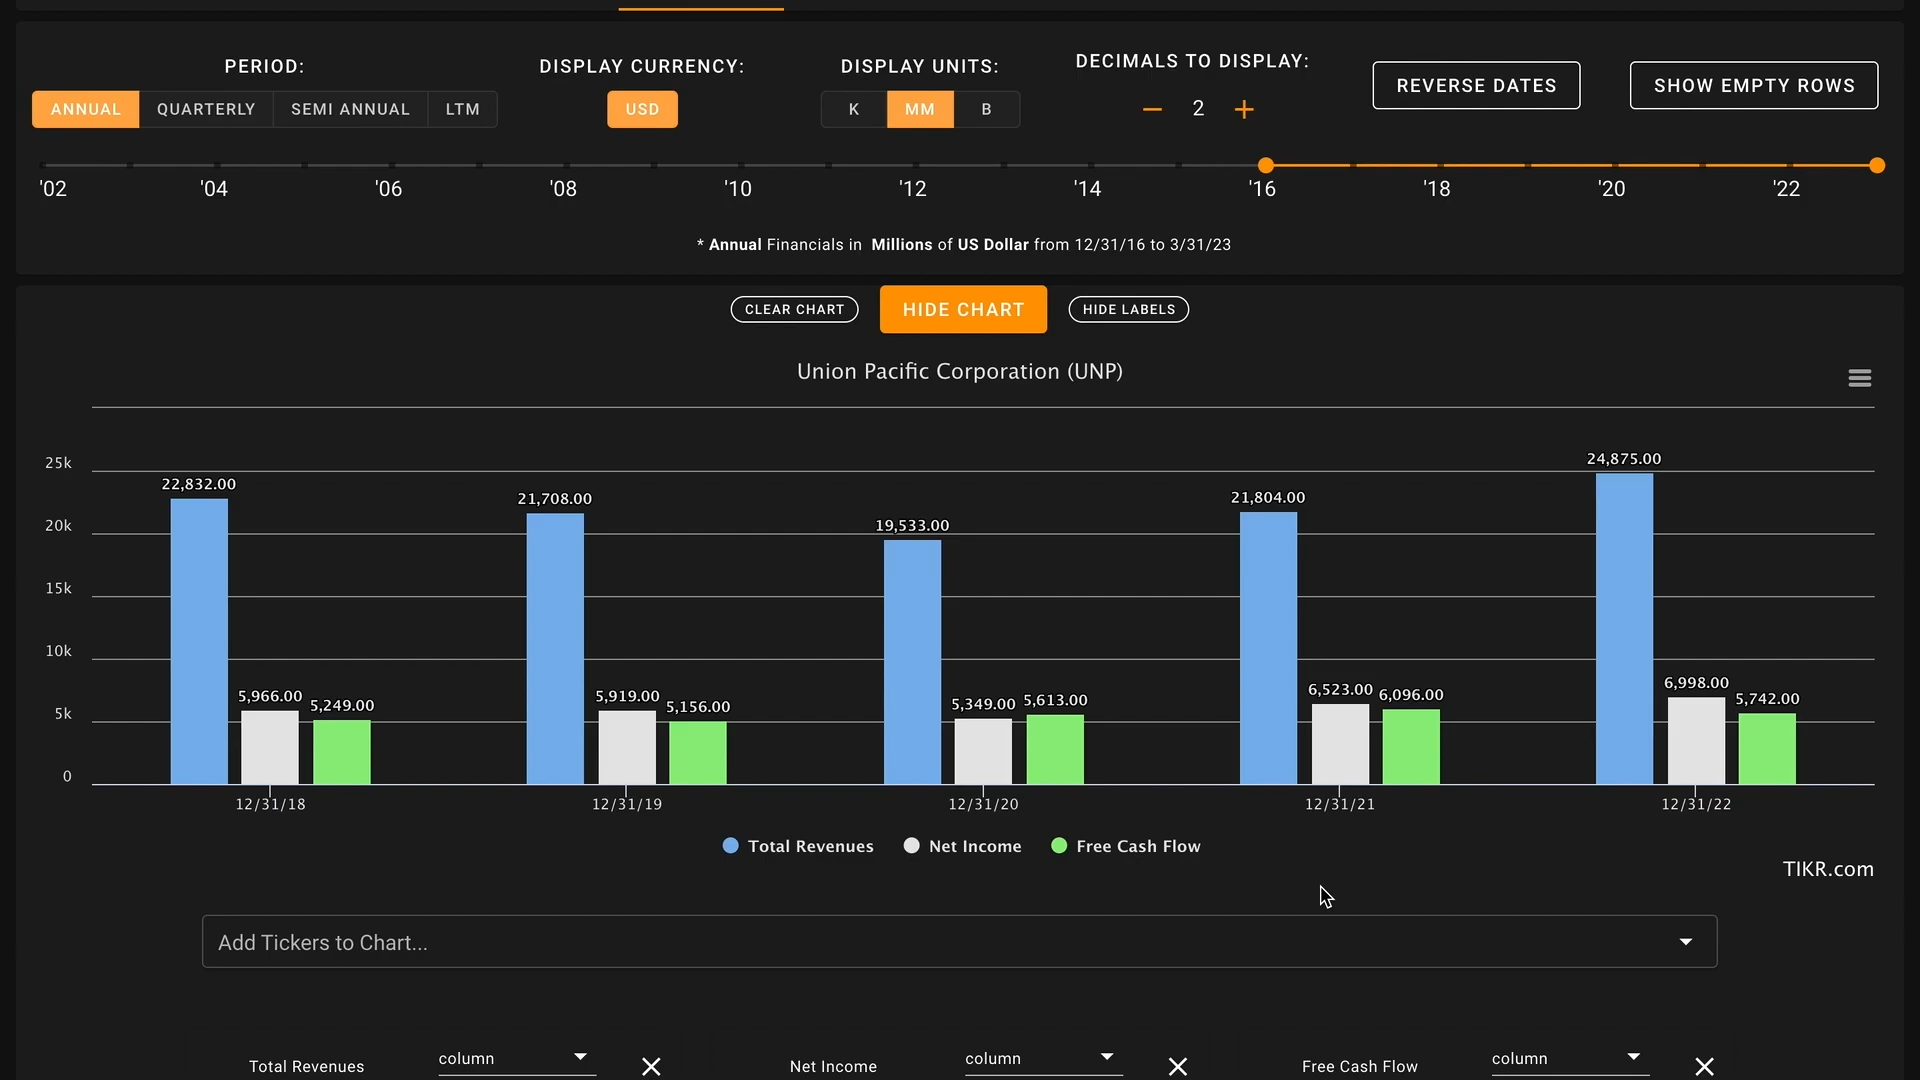 PERIOD:
ANNUAL QUARTERLY SEMI ANNUAL LTM
DISPLAY CURRENCY:
USD
DISPLAY UNITS:
K MM B
DECIMALS TO DISPLAY:
− 2 +
REVERSE DATES
SHOW EMPTY ROWS
'02 '04 '06 '08 '10 '12 '14 '16 '18 '20 '22
* Annual Financials in Millions of US Dollar from 12/31/16 to 3/31/23
CLEAR CHART
HIDE CHART
HIDE LABELS
Union Pacific Corporation (UNP)
25k
20k
15k
10k
5k
0
22,832.00
5,966.00
5,249.00
21,708.00
5,919.00
5,156.00
19,533.00
5,349.00
5,613.00
21,804.00
6,523.00
6,096.00
24,875.00
6,998.00
5,742.00
12/31/18 12/31/19 12/31/20 12/31/21 12/31/22
Total Revenues Net Income Free Cash Flow
TIKR.com
Add Tickers to Chart...
Total Revenues column
Net Income column
Free Cash Flow column